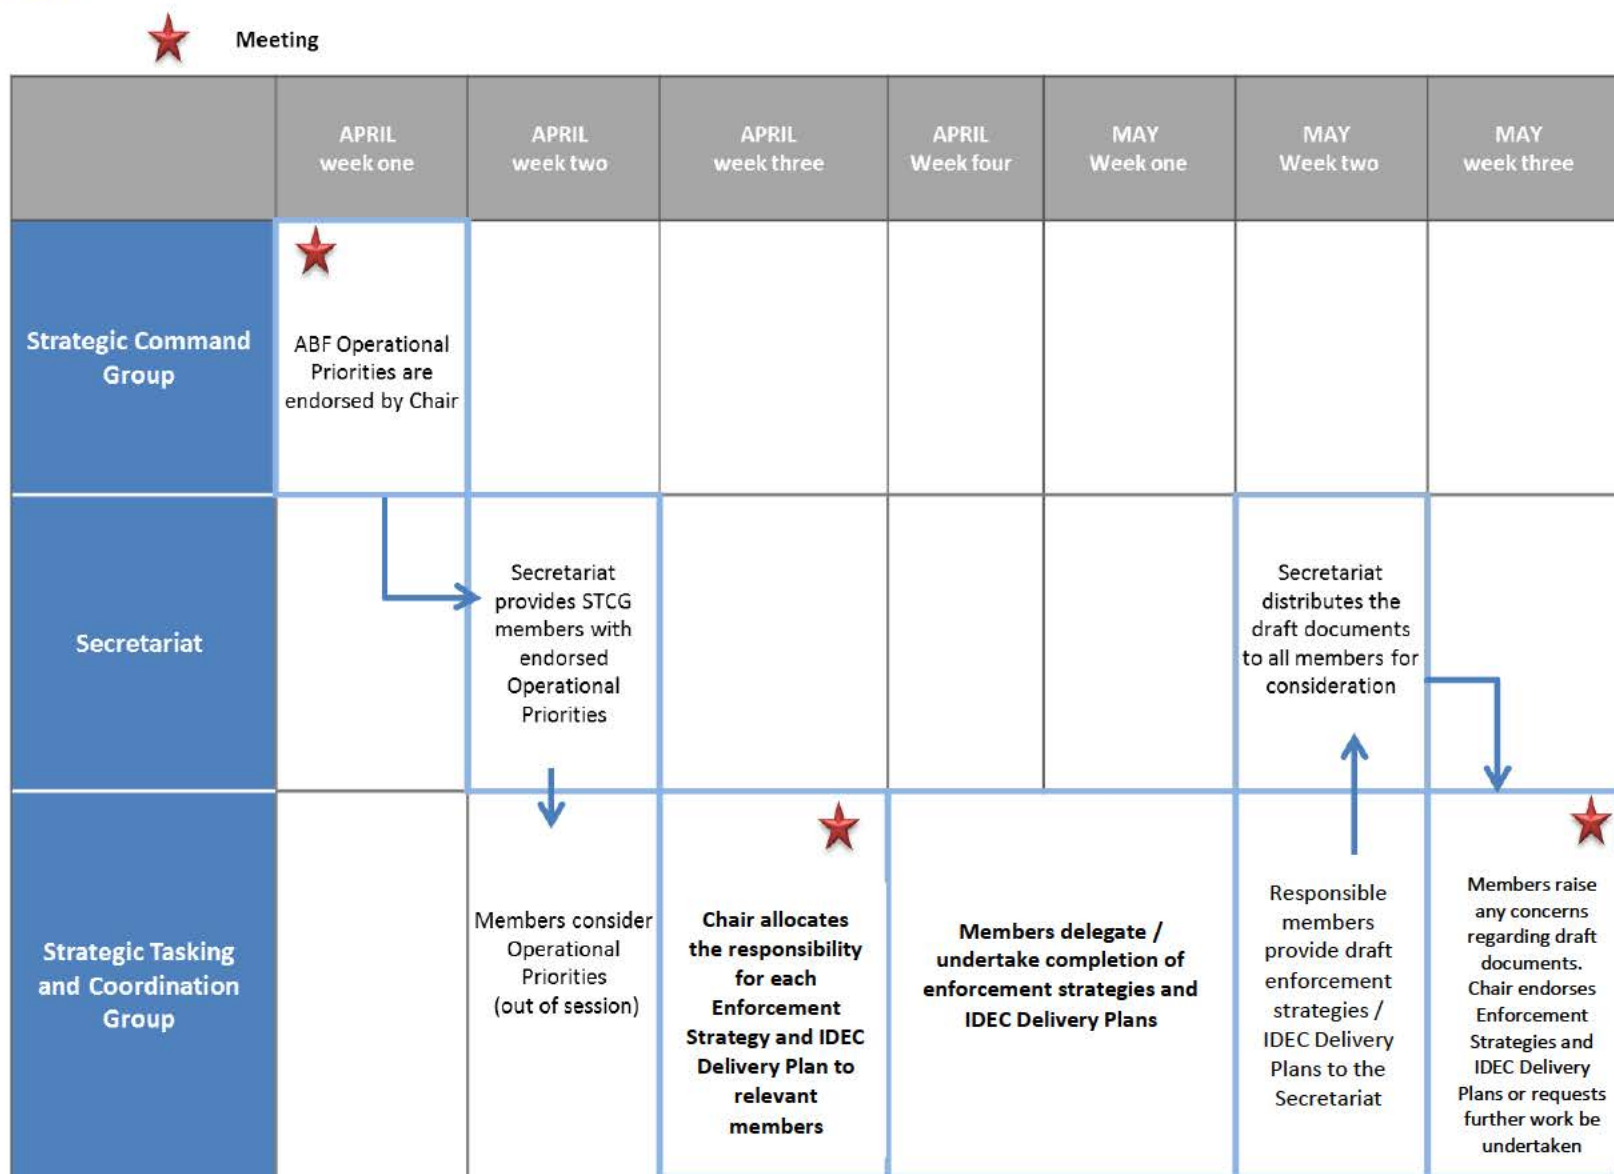 Meeting
APRIL
week one
APRIL
week two
APRIL
week three
APRIL
Week four
MAY
Week one
MAY
Week two
MAY
week three
Strategic Command
Group
ABF Operational
Priorities are
endorsed by Chair
Secretariat
Secretariat
provides STCG
members with
endorsed
Operational
Priorities
Secretariat
distributes the
draft documents
to all members for
consideration
Strategic Tasking
and Coordination
Group
Members consider
Operational
Priorities
(out of session)
Chair allocates
the responsibility
for each
Enforcement
Strategy and IDEC
Delivery Plan to
relevant
members
Members delegate /
undertake completion of
enforcement strategies and
IDEC Delivery Plans
Responsible
members
provide draft
enforcement
strategies /
IDEC Delivery
Plans to the
Secretariat
Members raise
any concerns
regarding draft
documents.
Chair endorses
Enforcement
Strategies and
IDEC Delivery
Plans or requests
further work be
undertaken